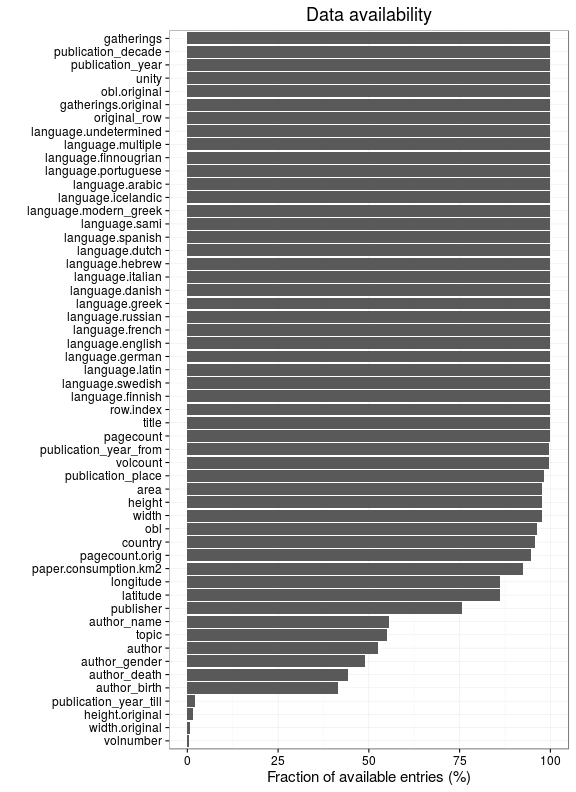 Data availability
gatherings
publication_decade
publication_year
unity
obl.original
gatherings.original
original_row
language.undetermined
language.multiple
language.finnougrian
language.portuguese
language.arabic
language.icelandic
language.modern_greek
language.sami
language.spanish
language.dutch
language.hebrew
language.italian
language.danish
language.greek
language.russian
language.french
language.english
language.german
language.latin
language.swedish
language.finnish
row.index
title
pagecount
publication_year_from
volcount
publication_place
area
height
width
obl
country
pagecount.orig
paper.consumption.km2
longitude
latitude
publisher
author_name
topic
author
author_gender
author_death
author_birth
publication_year_till
height.original
width.original
volnumber
0 25 50 75 100
Fraction of available entries (%)